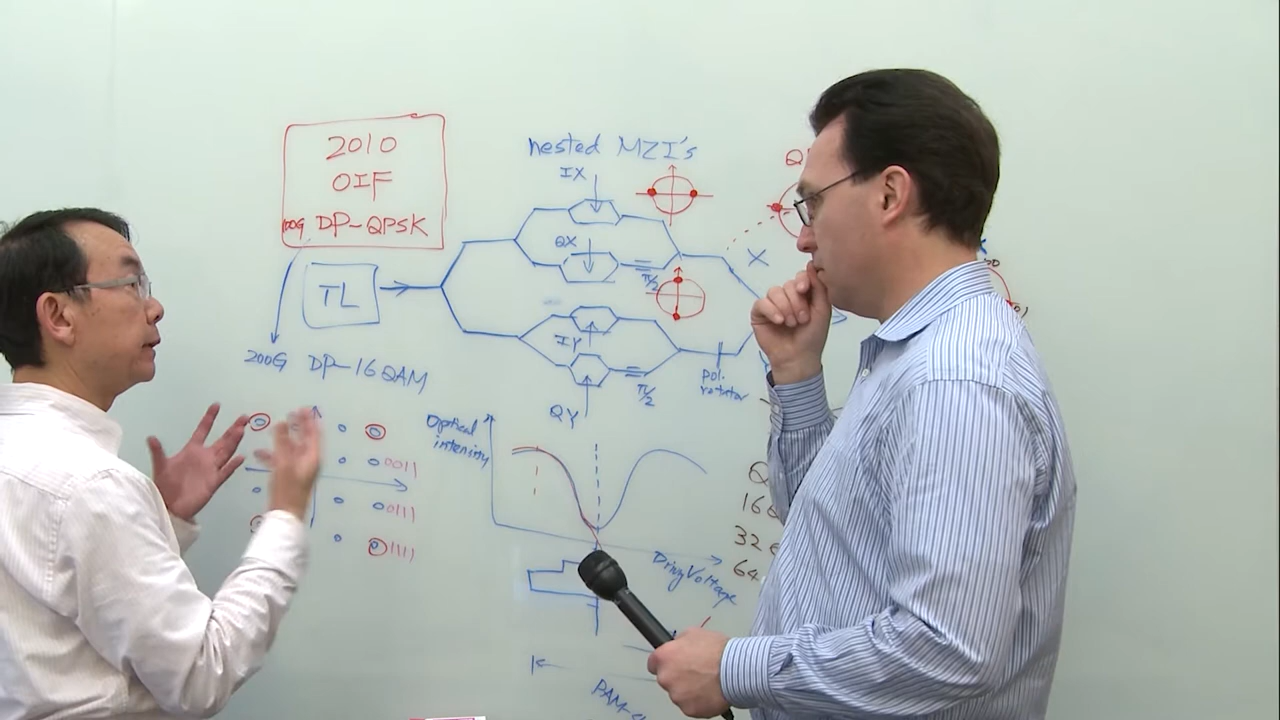 2010
OIF
100G DP-QPSK
nested MZI's
IX
QX
π/2
TL
IY
π/2
QY
X
pol.
rotator
200G DP-16QAM
0011
0111
1111
Optical
intensity
Driving Voltage
16
32
64